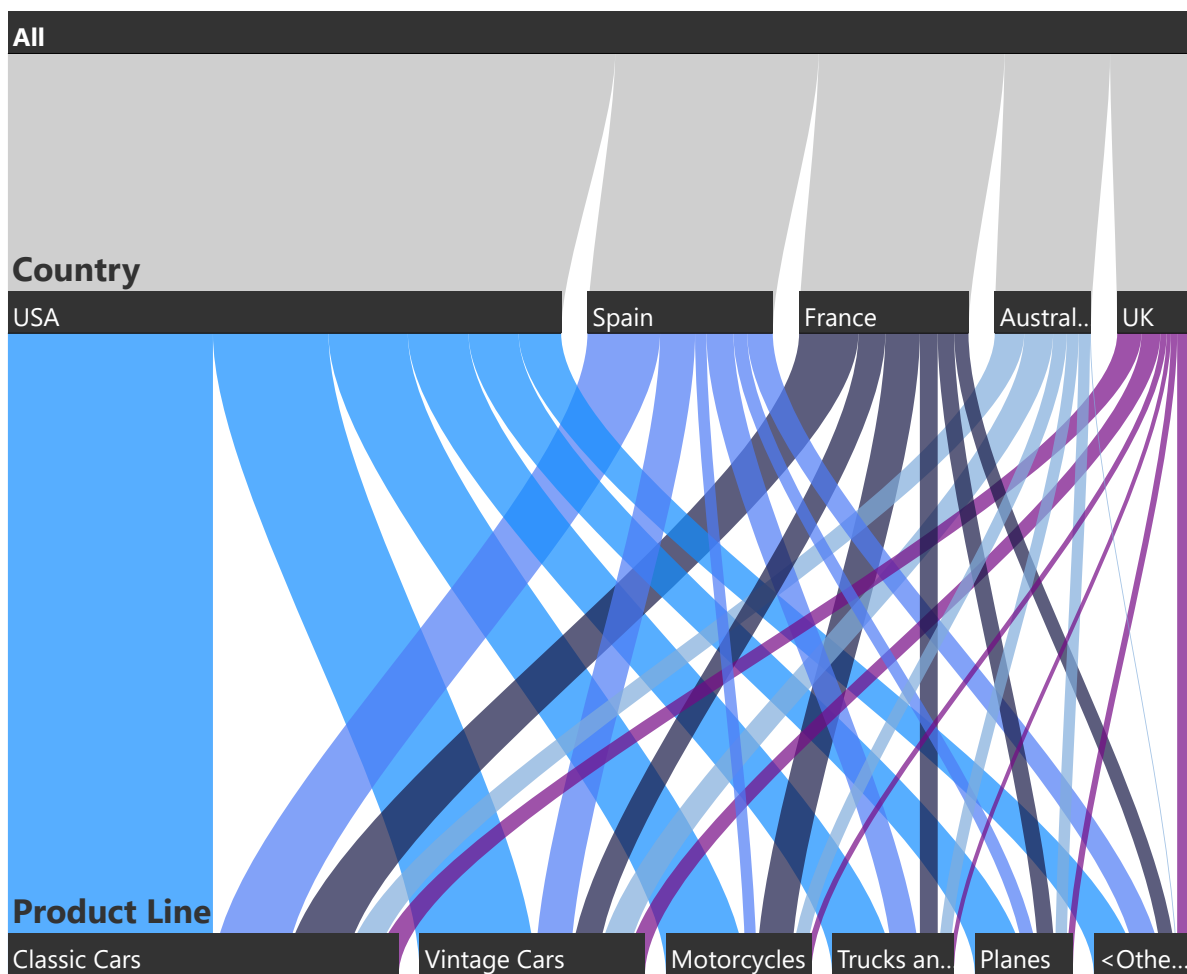 All
Country
USA
Spain
France
Austral..
UK
Product Line
Classic Cars
Vintage Cars
Motorcycles
Trucks an..
Planes
<Othe...